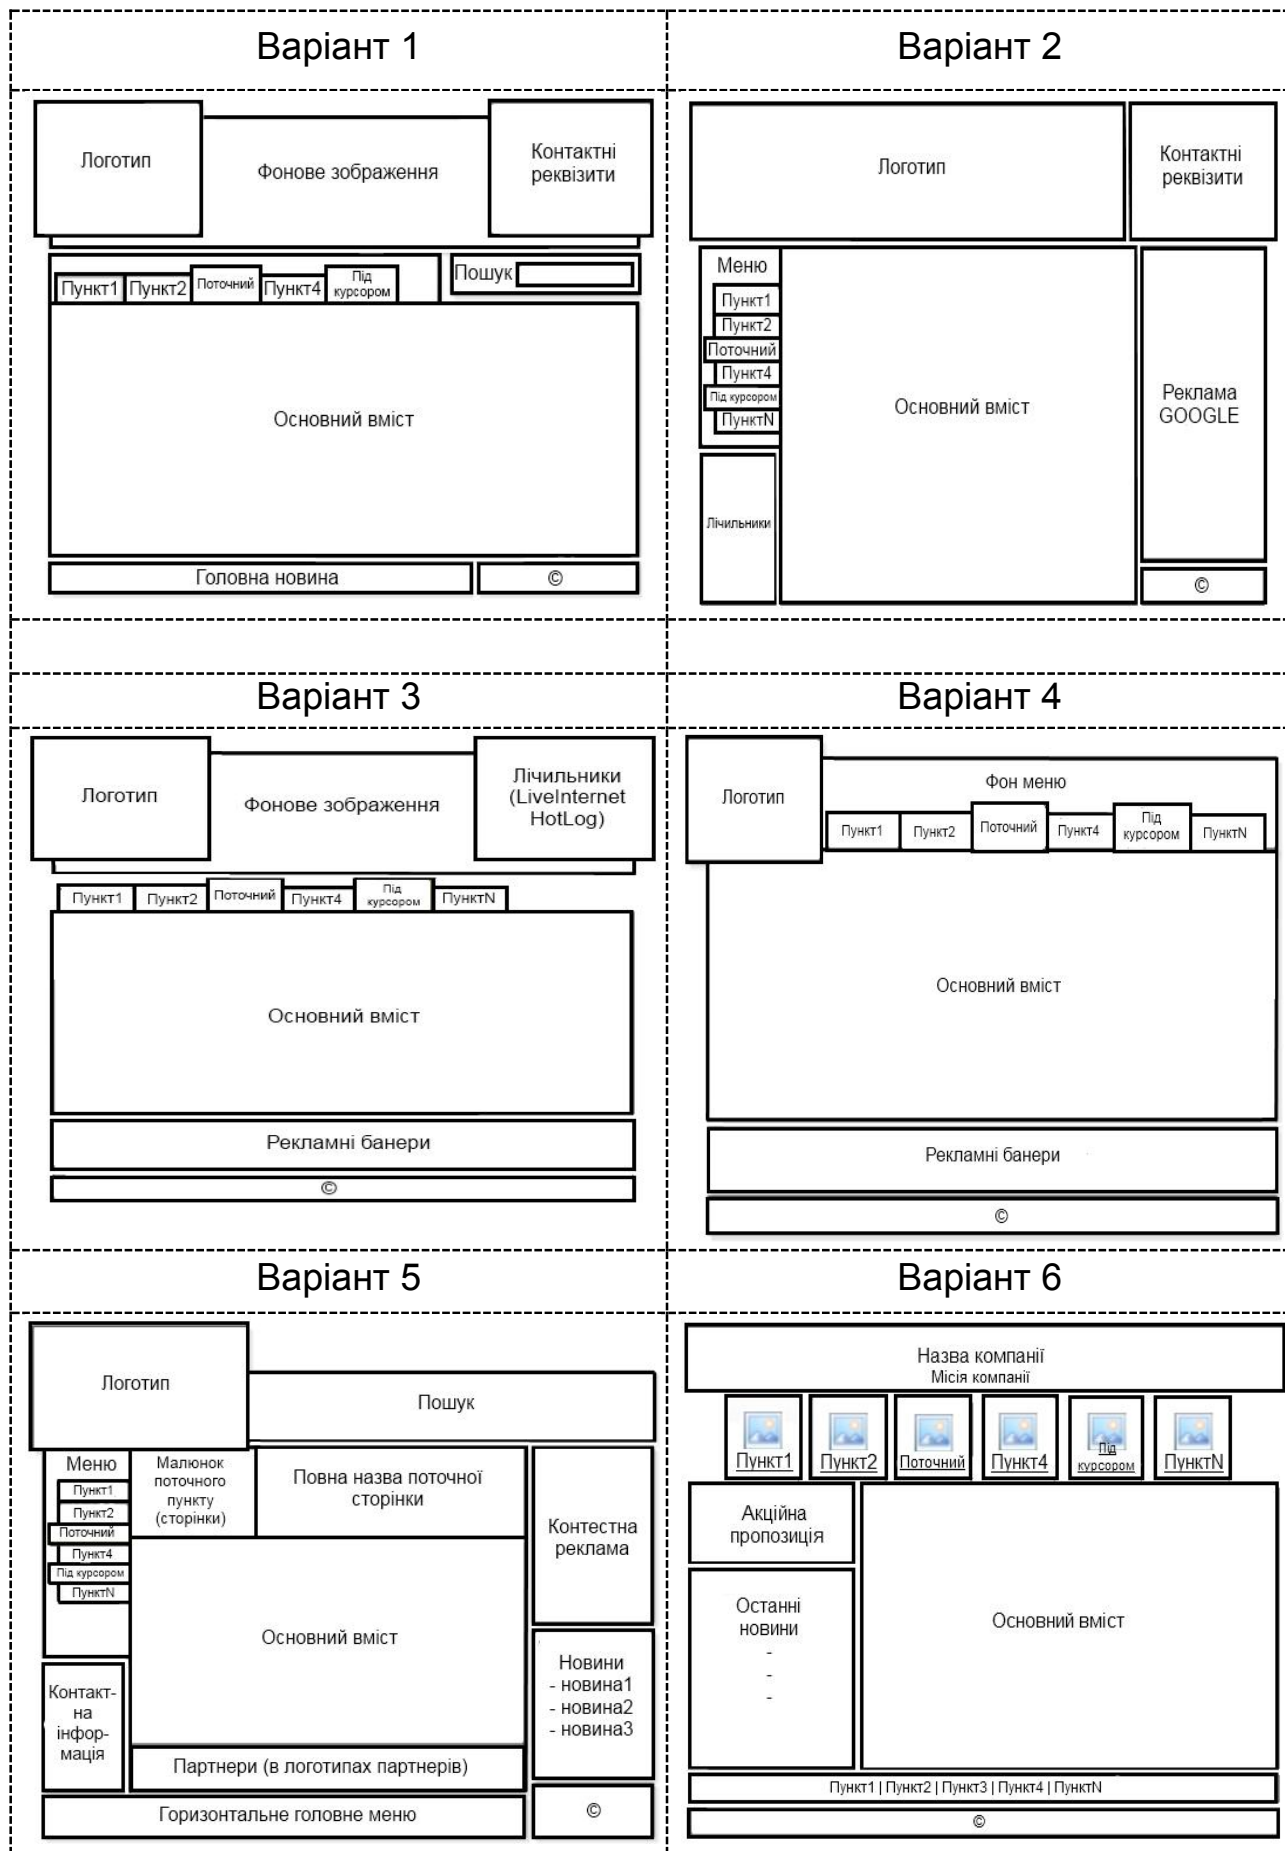 Варіант 1
Логотип
Фонове зображення
Контактні
реквізити
Пункт1
Пункт2
Поточний
Пункт4
Під
курсором
Пошук
Основний вміст
Головна новина
©
Варіант 2
Логотип
Контактні
реквізити
Меню
Пункт1
Пункт2
Поточний
Пункт4
Під курсором
ПунктN
Лічильники
Основний вміст
Реклама
GOOGLE
©
Варіант 3
Логотип
Фонове зображення
Лічильники
(LiveInternet
HotLog)
Пункт1
Пункт2
Поточний
Пункт4
Під
курсором
ПунктN
Основний вміст
Рекламні банери
©
Варіант 4
Логотип
Фон меню
Пункт1
Пункт2
Поточний
Пункт4
Під
курсором
ПунктN
Основний вміст
Рекламні банери
©
Варіант 5
Логотип
Пошук
Меню
Пункт1
Пункт2
Поточний
Пункт4
Під курсором
ПунктN
Малюнок
поточного
пункту
(сторінки)
Повна назва поточної
сторінки
Контестна
реклама
Основний вміст
Контакт-
на
інфор-
мація
Новини
- новина1
- новина2
- новина3
Партнери (в логотипах партнерів)
Горизонтальне головне меню
©
Варіант 6
Назва компанії
Місія компанії
Пункт1
Пункт2
Поточний
Пункт4
Під
курсором
ПунктN
Акційна
пропозиція
Останні
новини
-
-
-
Основний вміст
Пункт1 | Пункт2 | Пункт3 | Пункт4 | ПунктN
©